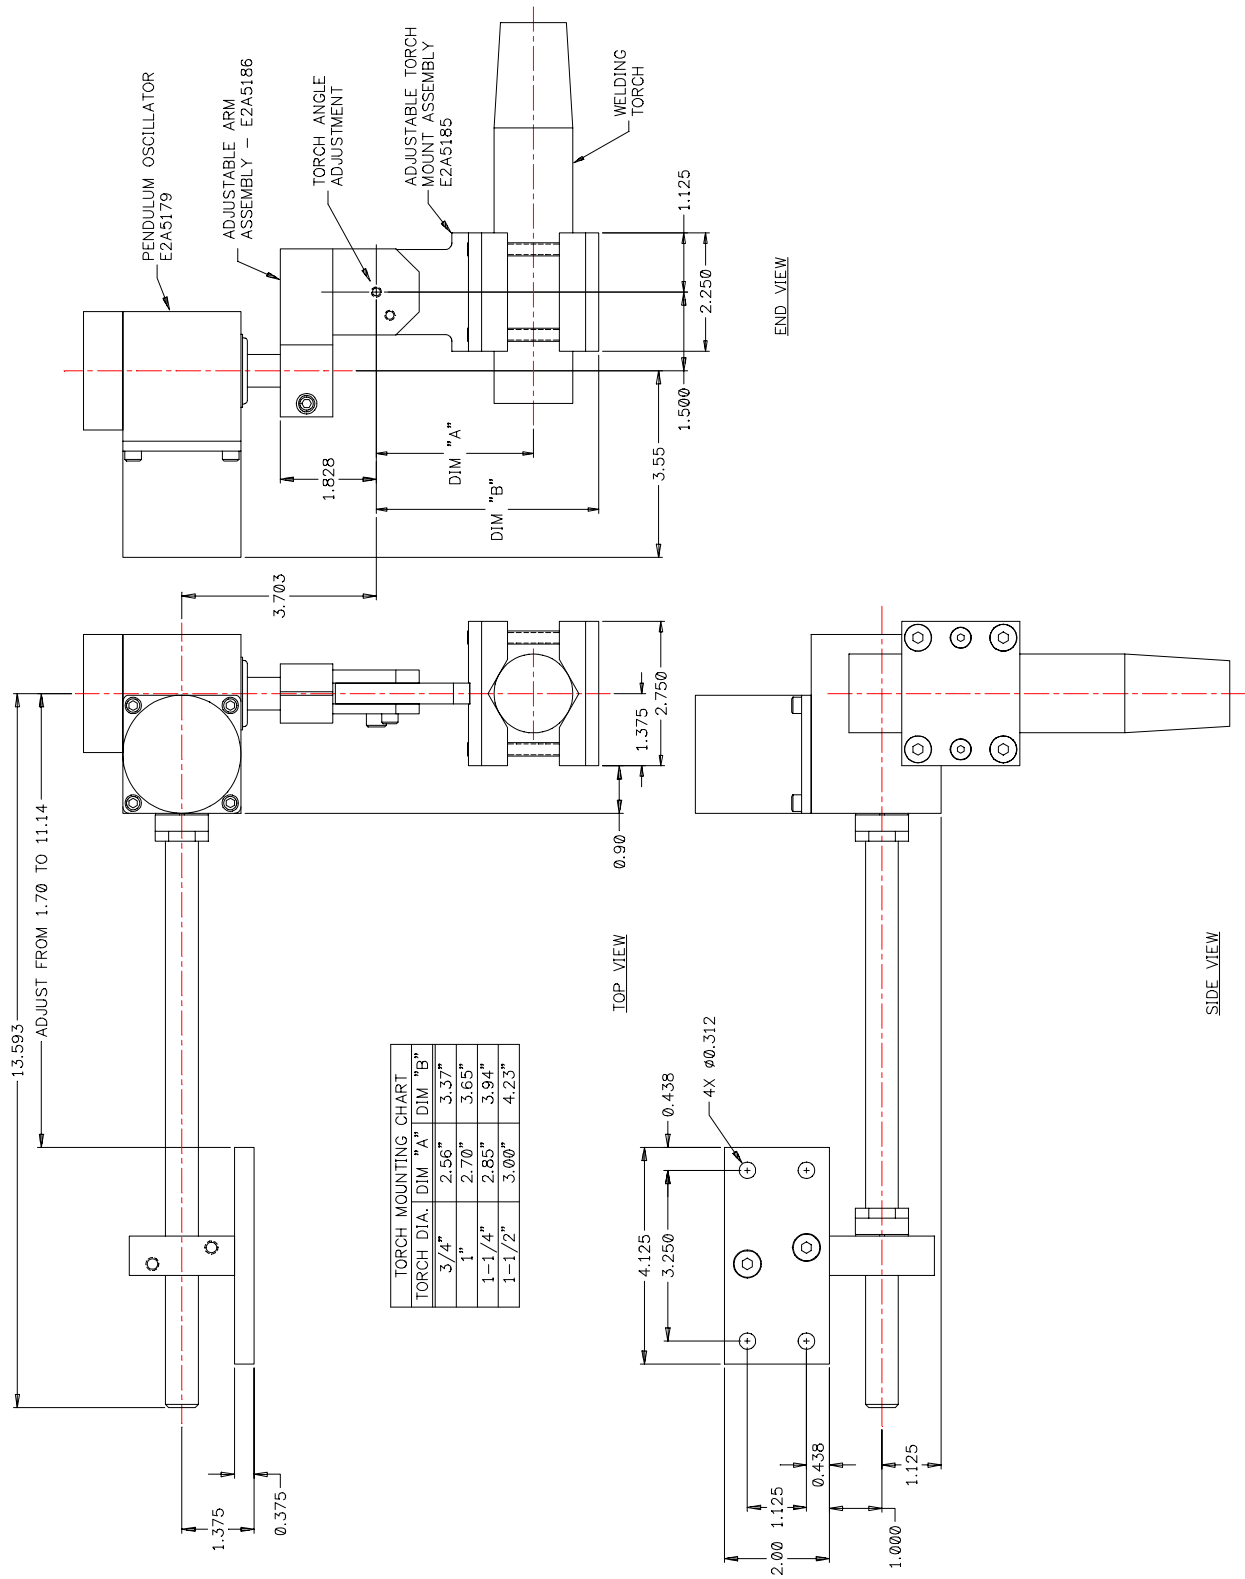 13.593
ADJUST FROM 1.70 TO 11.14
1.375
0.375
3.703
0.90
1.375
2.750
TOP VIEW
PENDULUM OSCILLATOR
E2A5179
ADJUSTABLE ARM
ASSEMBLY - E2A5186
TORCH ANGLE
ADJUSTMENT
ADJUSTABLE TORCH
MOUNT ASSEMBLY
E2A5185
WELDING
TORCH
1.828
DIM "A"
DIM "B"
3.55
1.500
2.250
1.125
END VIEW
TORCH MOUNTING CHART
TORCH DIA. DIM "A" DIM "B"
3/4" 2.56" 3.37"
1" 2.70" 3.65"
1-1/4" 2.85" 3.94"
1-1/2" 3.00" 4.23"
4X Ø0.312
0.438
4.125
3.250
2.00
1.125
0.438
1.000
1.125
SIDE VIEW